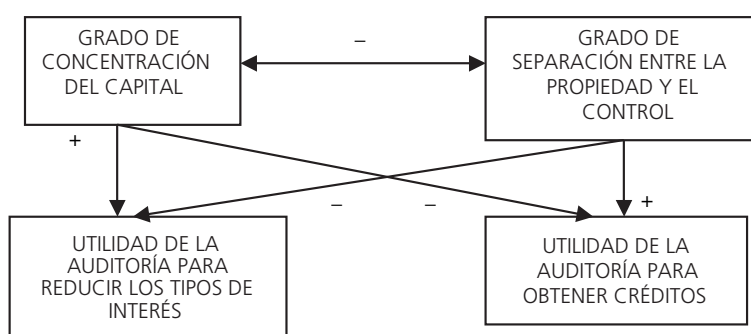 GRADO DE
CONCENTRACIÓN
DEL CAPITAL
–
GRADO DE
SEPARACIÓN ENTRE LA
PROPIEDAD Y EL
CONTROL
+
–
–
+
UTILIDAD DE LA
AUDITORÍA PARA
REDUCIR LOS TIPOS DE
INTERÉS
UTILIDAD DE LA
AUDITORÍA PARA
OBTENER CRÉDITOS